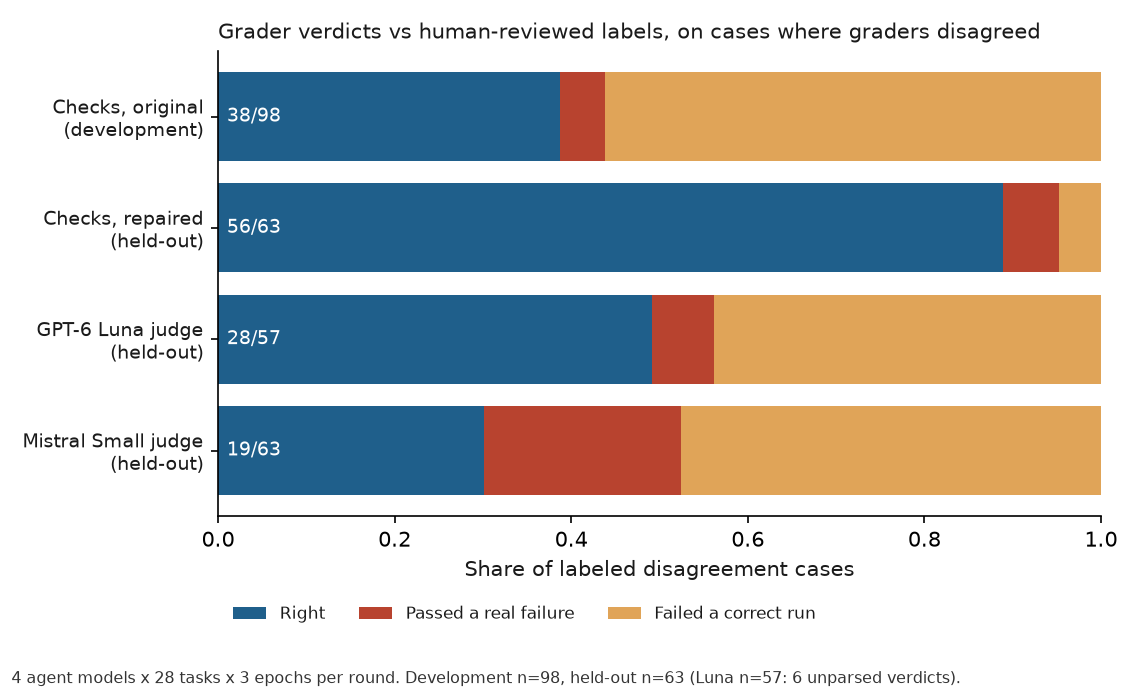 Grader verdicts vs human-reviewed labels, on cases where graders disagreed
Checks, original
(development)
38/98
Checks, repaired
(held-out)
56/63
GPT-6 Luna judge
(held-out)
28/57
Mistral Small judge
(held-out)
19/63
0.0 0.2 0.4 0.6 0.8 1.0
Share of labeled disagreement cases
Right Passed a real failure Failed a correct run
4 agent models x 28 tasks x 3 epochs per round. Development n=98, held-out n=63 (Luna n=57: 6 unparsed verdicts).